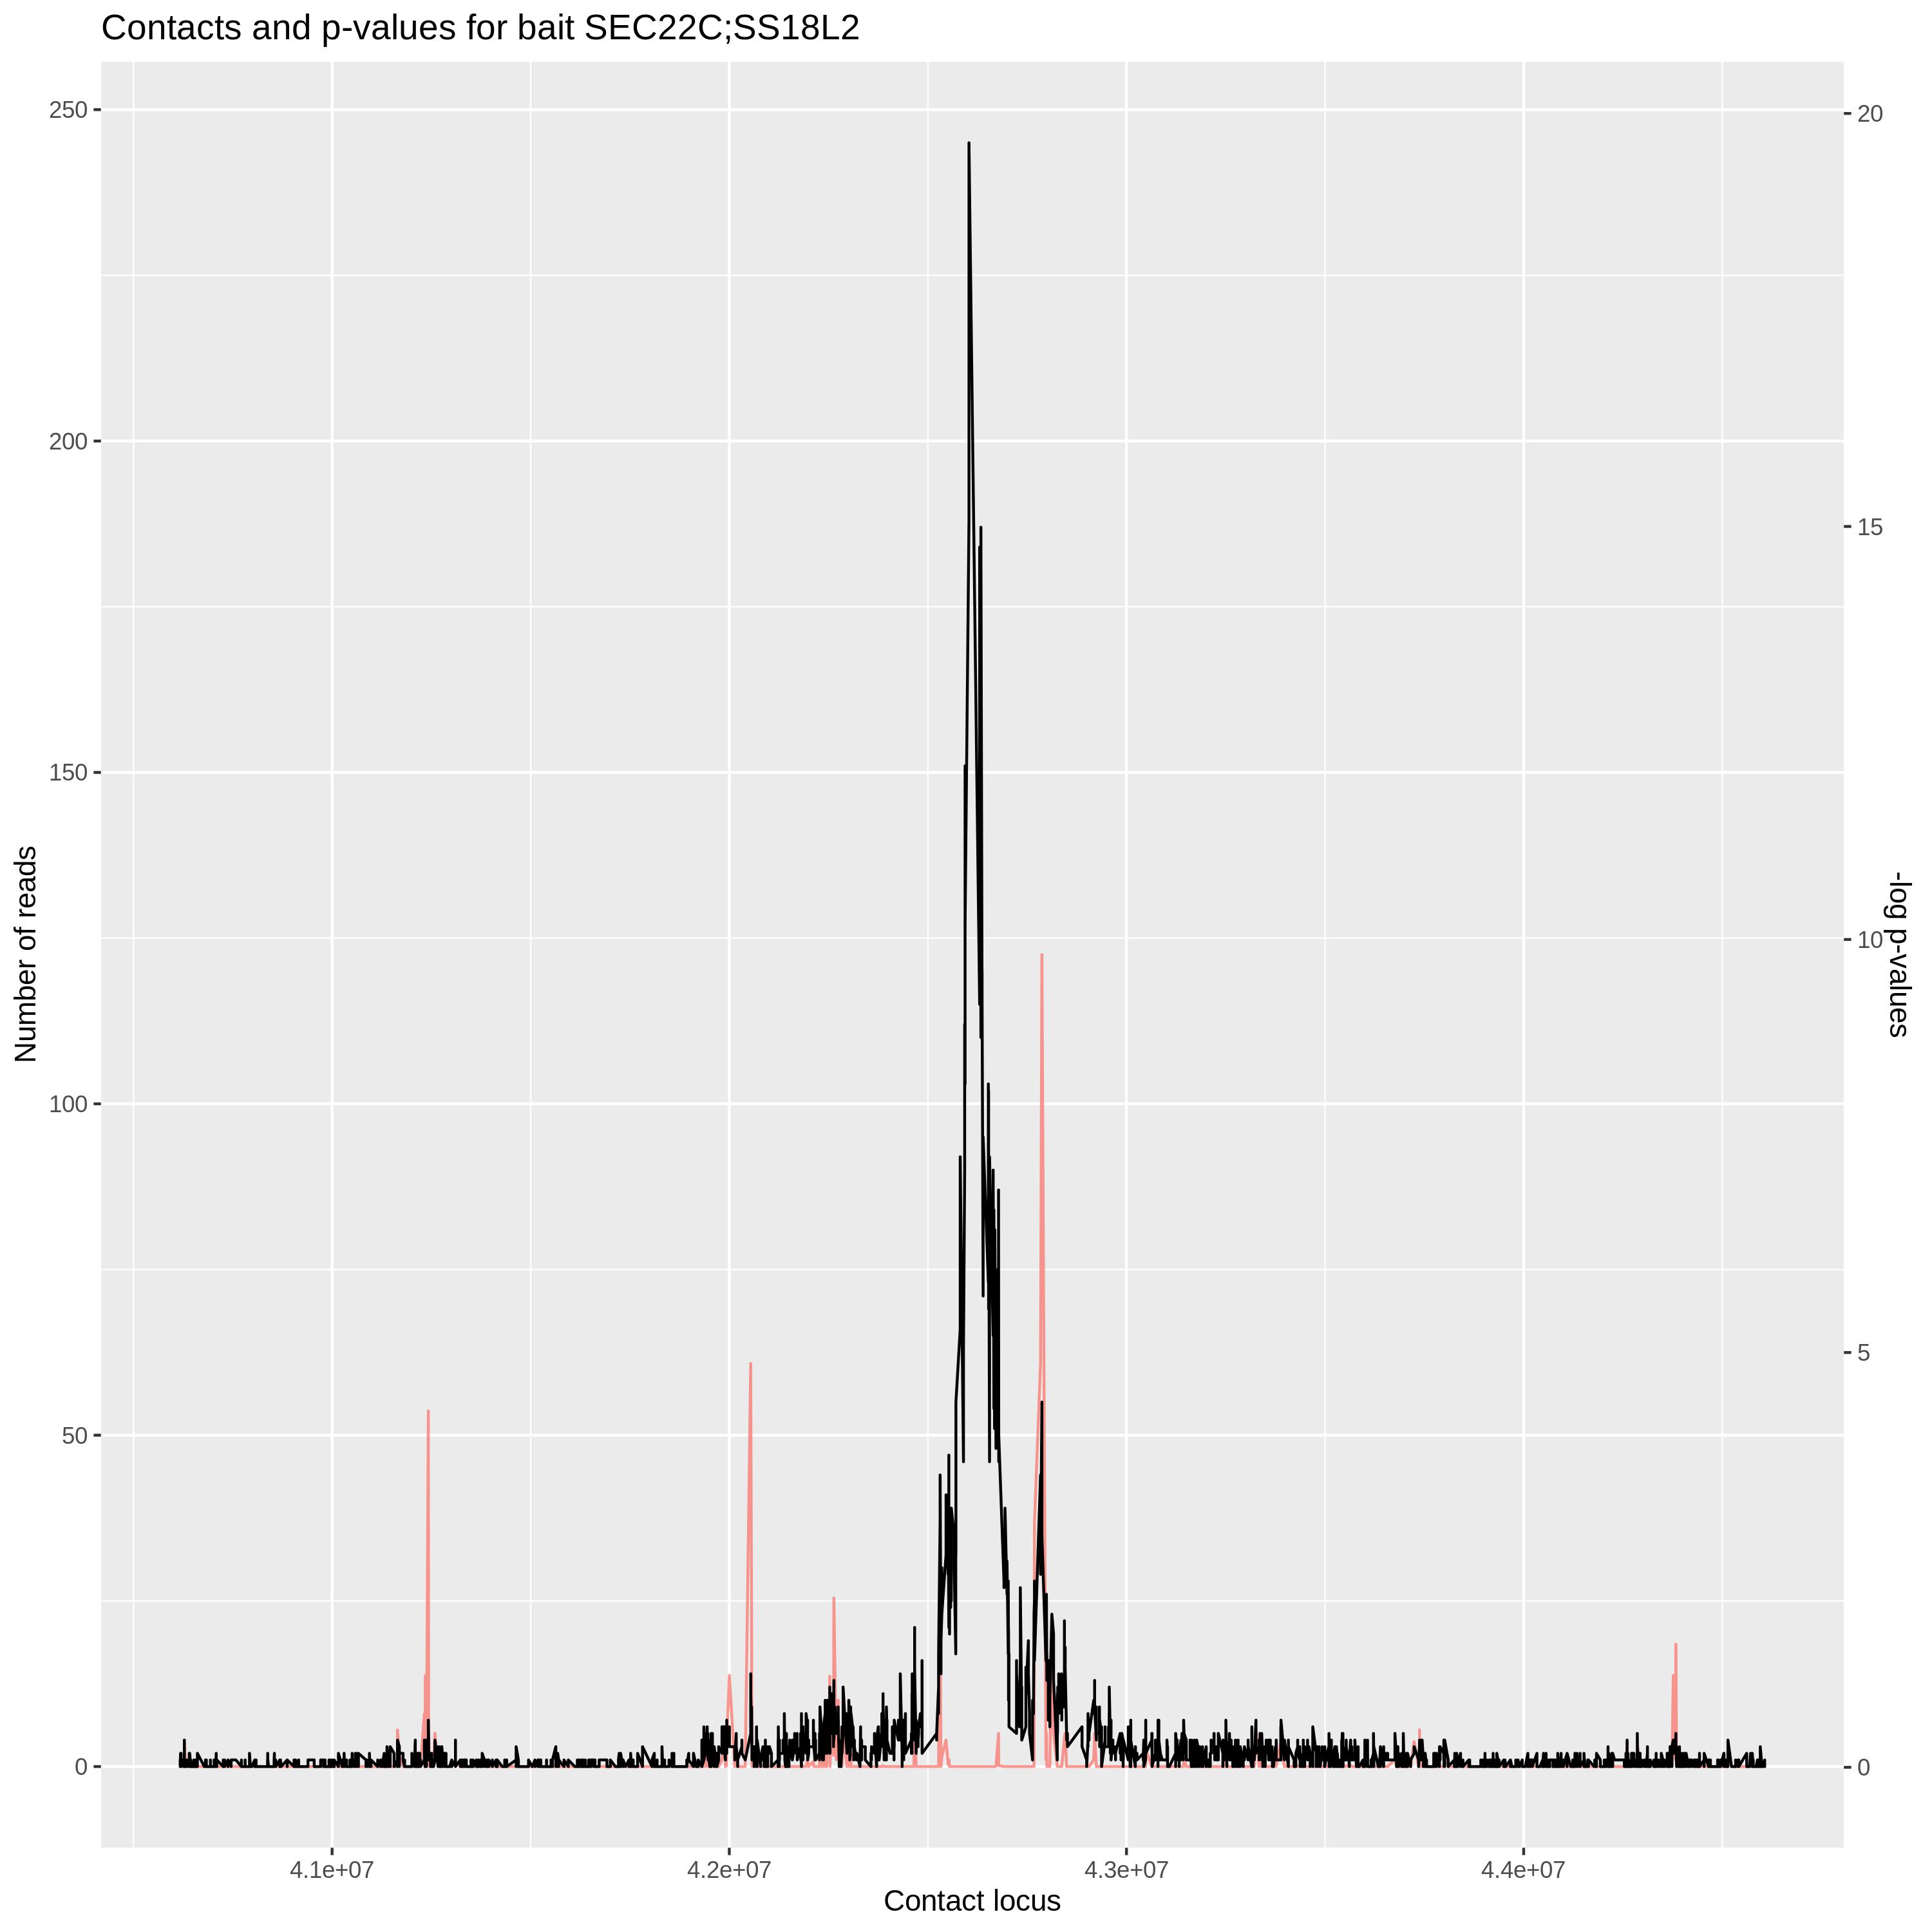 Contacts and p-values for bait SEC22C;SS18L2
250
200
150
100
50
0
Number of reads
20
15
10
5
0
-log p-values
4.1e+07 4.2e+07 4.3e+07 4.4e+07
Contact locus